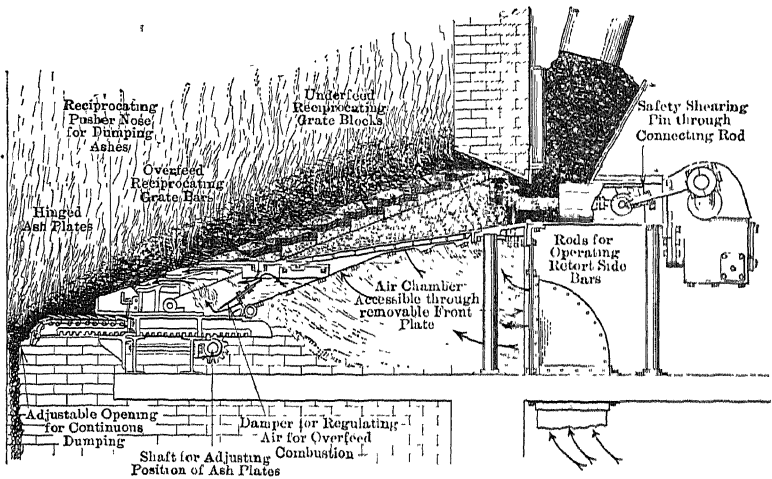 Underfeed
Reciprocating
Grate Blocks
Reciprocating
Pusher Nose
for Dumping
Ashes
Safety Shearing
Pin through
Connecting Rod
Overfeed
Reciprocating
Grate Bars
Hinged
Ash Plates
Rods for
Operating
Retort Side
Bars
Air Chamber
Accessible through
removable Front
Plate
Adjustable Opening
for Continuous
Dumping
Damper for Regulating
Air for Overfeed
Combustion
Shaft for Adjusting
Position of Ash Plates